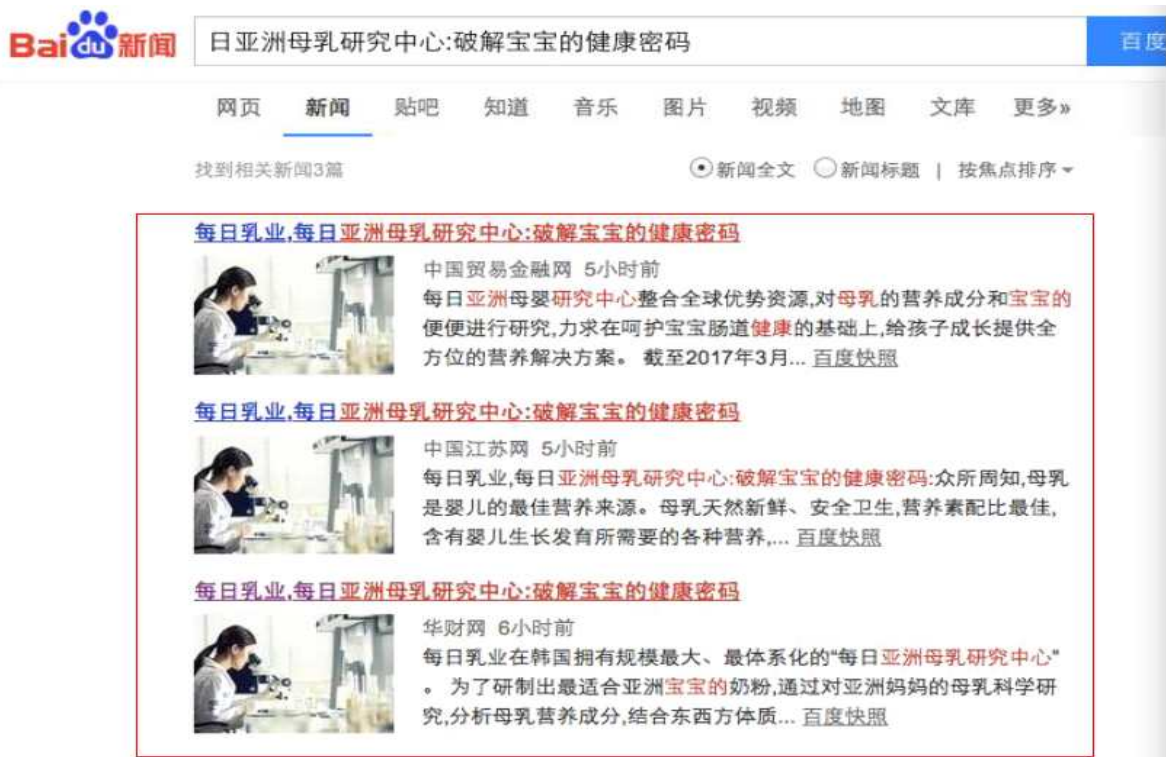 Bai du 新闻
日亚洲母乳研究中心:破解宝宝的健康密码
百度
网页 新闻 贴吧 知道 音乐 图片 视频 地图 文库 更多»
找到相关新闻3篇 新闻全文 新闻标题 | 按焦点排序
每日乳业,每日亚洲母乳研究中心:破解宝宝的健康密码
中国贸易金融网 5小时前
每日亚洲母婴研究中心整合全球优势资源,对母乳的营养成分和宝宝的
便便进行研究,力求在呵护宝宝肠道健康的基础上,给孩子成长提供全
方位的营养解决方案。 截至2017年3月... 百度快照
每日乳业,每日亚洲母乳研究中心:破解宝宝的健康密码
中国江苏网 5小时前
每日乳业,每日亚洲母乳研究中心:破解宝宝的健康密码:众所周知,母乳
是婴儿的最佳营养来源。母乳天然新鲜、安全卫生,营养素配比最佳,
含有婴儿生长发育所需要的各种营养,... 百度快照
每日乳业,每日亚洲母乳研究中心:破解宝宝的健康密码
华财网 6小时前
每日乳业在韩国拥有规模最大、最体系化的“每日亚洲母乳研究中心”
。 为了研制出最适合亚洲宝宝的奶粉,通过对亚洲妈妈的母乳科学研
究,分析母乳营养成分,结合东西方体质... 百度快照